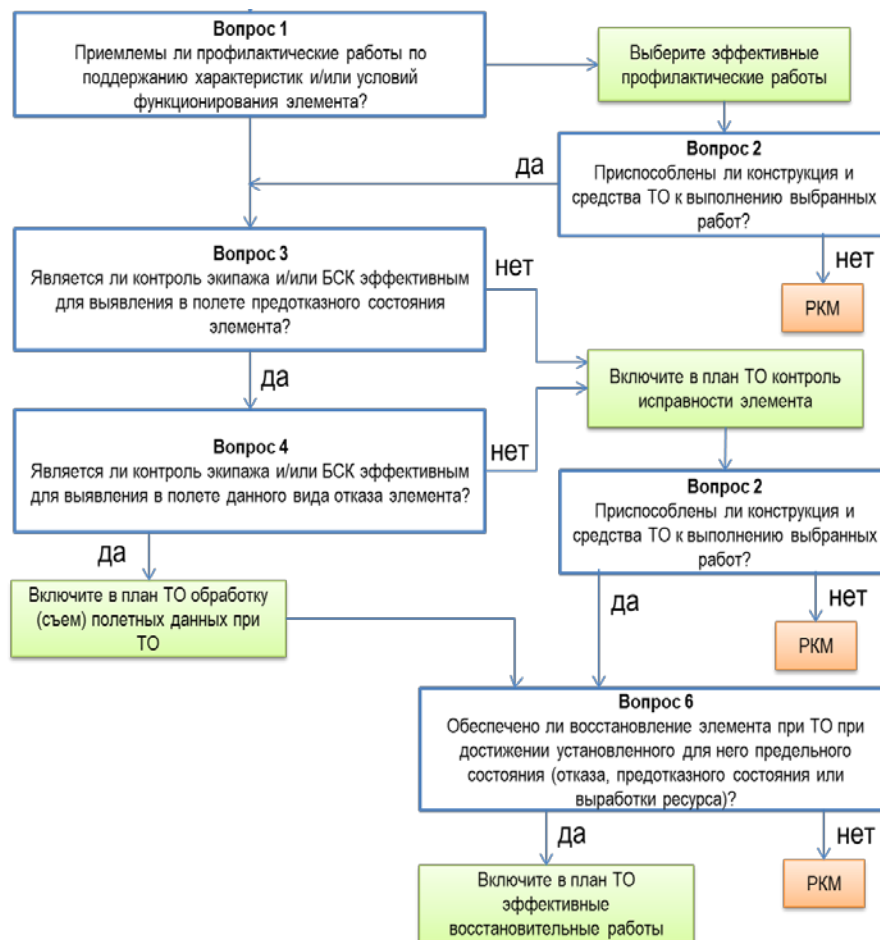 Вопрос 1
Приемлемы ли профилактические работы по
поддержанию характеристик и/или условий
функционирования элемента?
Выберите эффективные
профилактические работы
да
Вопрос 2
Приспособлены ли конструкция и
средства ТО к выполнению выбранных
работ?
нет
РКМ
Вопрос 3
Является ли контроль экипажа и/или БСК эффективным
для выявления в полете предотказного состояния
элемента?
нет
да
Включите в план ТО контроль
исправности элемента
Вопрос 4
Является ли контроль экипажа и/или БСК эффективным
для выявления в полете данного вида отказа элемента?
нет
да
Вопрос 2
Приспособлены ли конструкция и
средства ТО к выполнению выбранных
работ?
да
нет
РКМ
Включите в план ТО обработку
(съем) полетных данных при
ТО
Вопрос 6
Обеспечено ли восстановление элемента при ТО при
достижении установленного для него предельного
состояния (отказа, предотказного состояния или
выработки ресурса)?
да
нет
РКМ
Включите в план ТО
эффективные
восстановительные работы